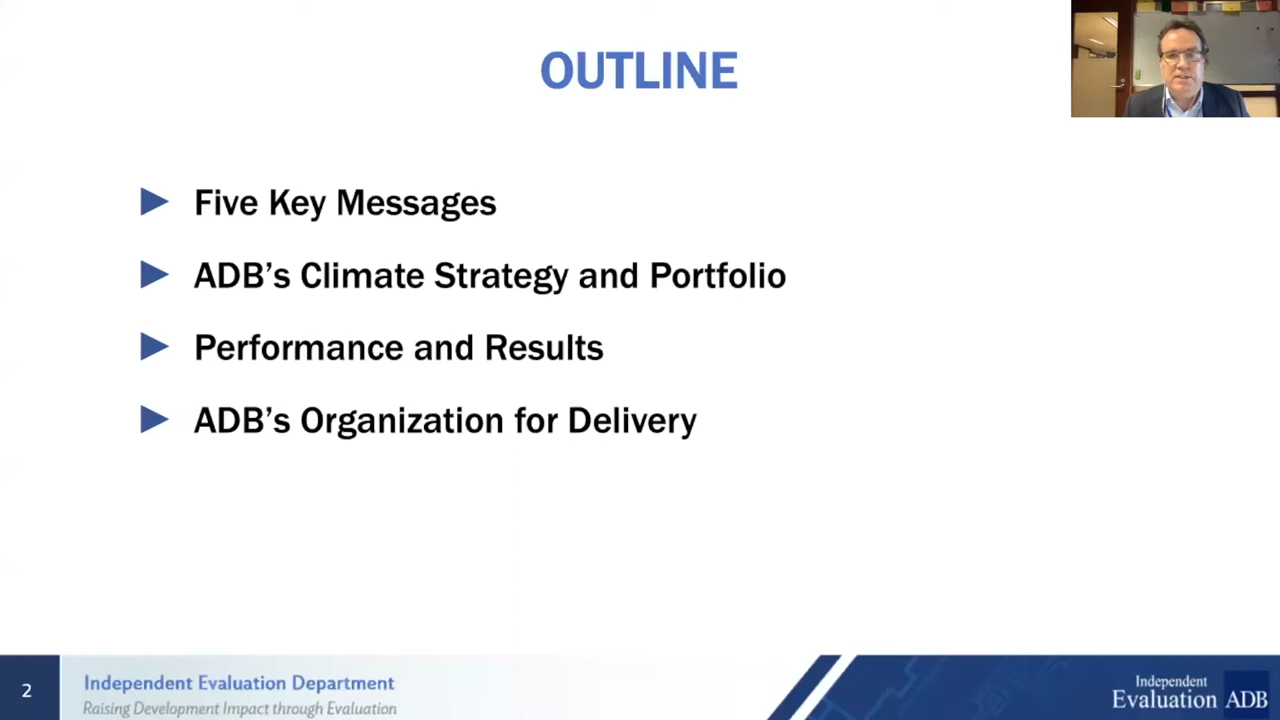 OUTLINE
Five Key Messages
ADB’s Climate Strategy and Portfolio
Performance and Results
ADB’s Organization for Delivery
2
Independent Evaluation Department
Raising Development Impact through Evaluation
Independent
Evaluation ADB